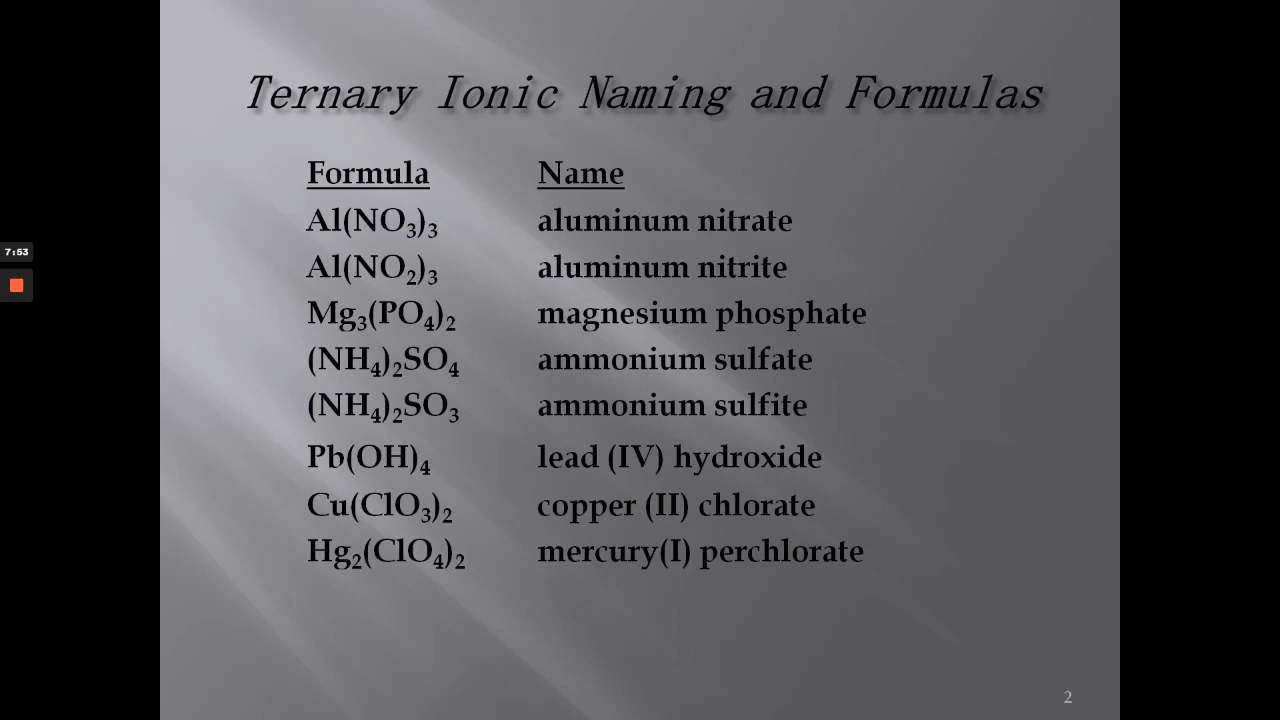 Ternary Ionic Naming and Formulas
Formula Name
Al(NO₃)₃ aluminum nitrate
Al(NO₂)₃ aluminum nitrite
Mg₃(PO₄)₂ magnesium phosphate
(NH₄)₂SO₄ ammonium sulfate
(NH₄)₂SO₃ ammonium sulfite
Pb(OH)₄ lead (IV) hydroxide
Cu(ClO₃)₂ copper (II) chlorate
Hg₂(ClO₄)₂ mercury(I) perchlorate
7:53
2